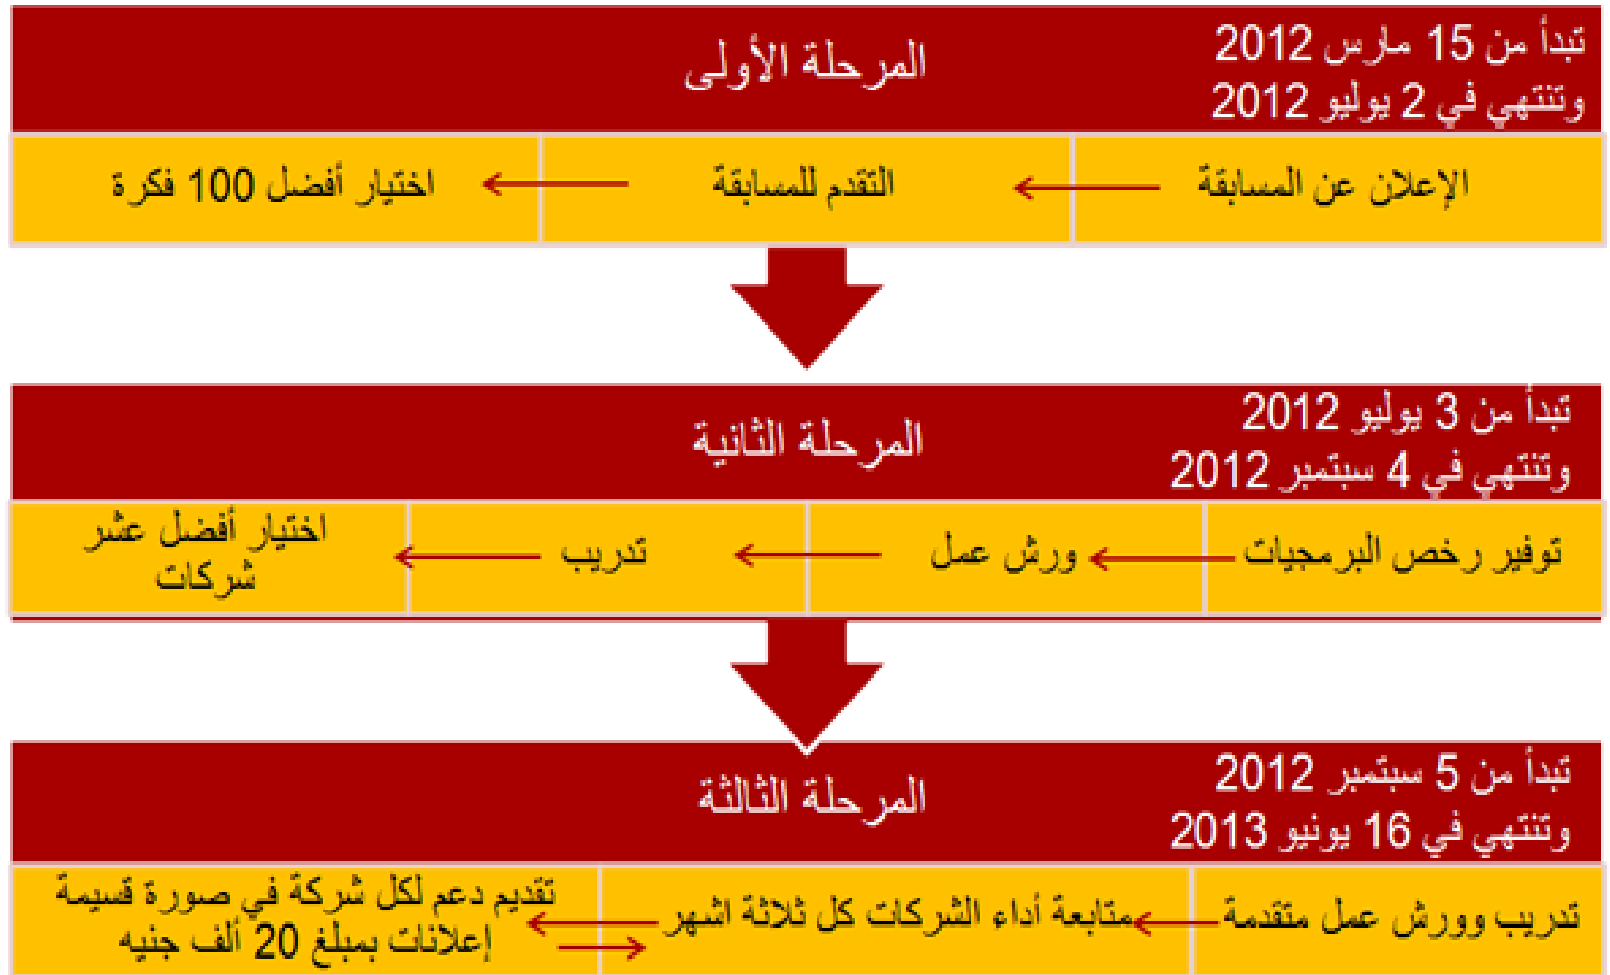 تبدأ من 15 مارس 2012
وتنتهي في 2 يوليو 2012
المرحلة الأولى
الإعلان عن المسابقة
التقدم للمسابقة
اختيار أفضل 100 فكرة
تبدأ من 3 يوليو 2012
وتنتهي في 4 سبتمبر 2012
المرحلة الثانية
توفير رخص البرمجيات
ورش عمل
تدريب
اختيار أفضل عشر
شركات
تبدأ من 5 سبتمبر 2012
وتنتهي في 16 يونيو 2013
المرحلة الثالثة
تدريب وورش عمل متقدمة
متابعة أداء الشركات كل ثلاثة اشهر
تقديم دعم لكل شركة في صورة قسيمة
إعلانات بمبلغ 20 ألف جنيه